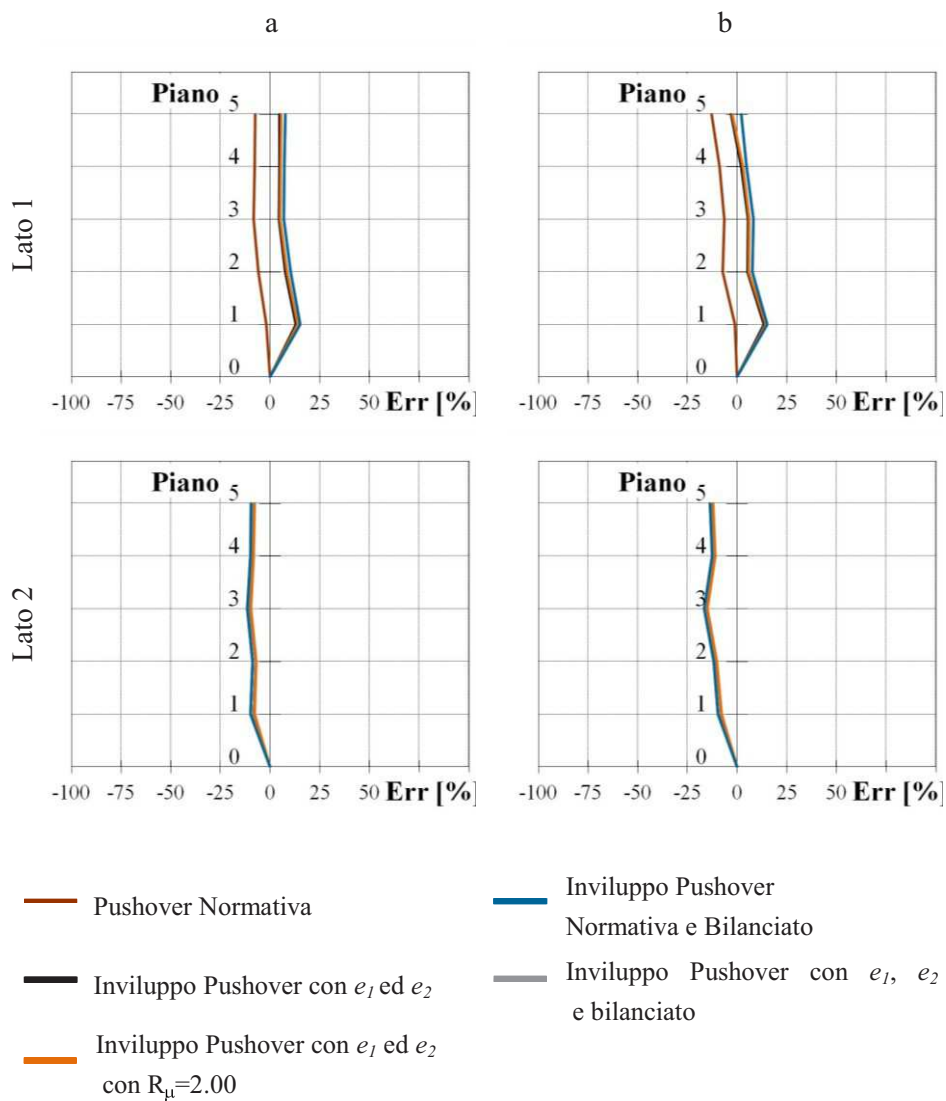 a
b
Piano
5
4
3
2
1
0
-100 -75 -50 -25 0 25 50 Err [%]
Piano
5
4
3
2
1
0
-100 -75 -50 -25 0 25 50 Err [%]
Lato 1
Piano
5
4
3
2
1
0
-100 -75 -50 -25 0 25 50 Err [%]
Piano
5
4
3
2
1
0
-100 -75 -50 -25 0 25 50 Err [%]
Lato 2
Pushover Normativa
Inviluppo Pushover con e1 ed e2
Inviluppo Pushover con e1 ed e2
con Rμ=2.00
Inviluppo Pushover
Normativa e Bilanciato
Inviluppo Pushover con e1, e2
e bilanciato